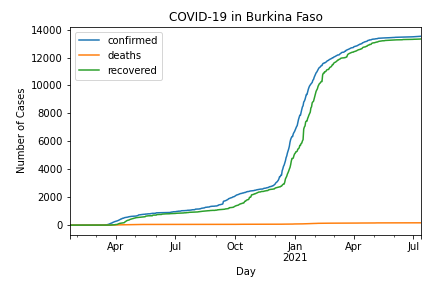 COVID-19 in Burkina Faso
confirmed
deaths
recovered
Number of Cases
14000
12000
10000
8000
6000
4000
2000
0
Apr Jul Oct Jan Apr Jul
2021
Day